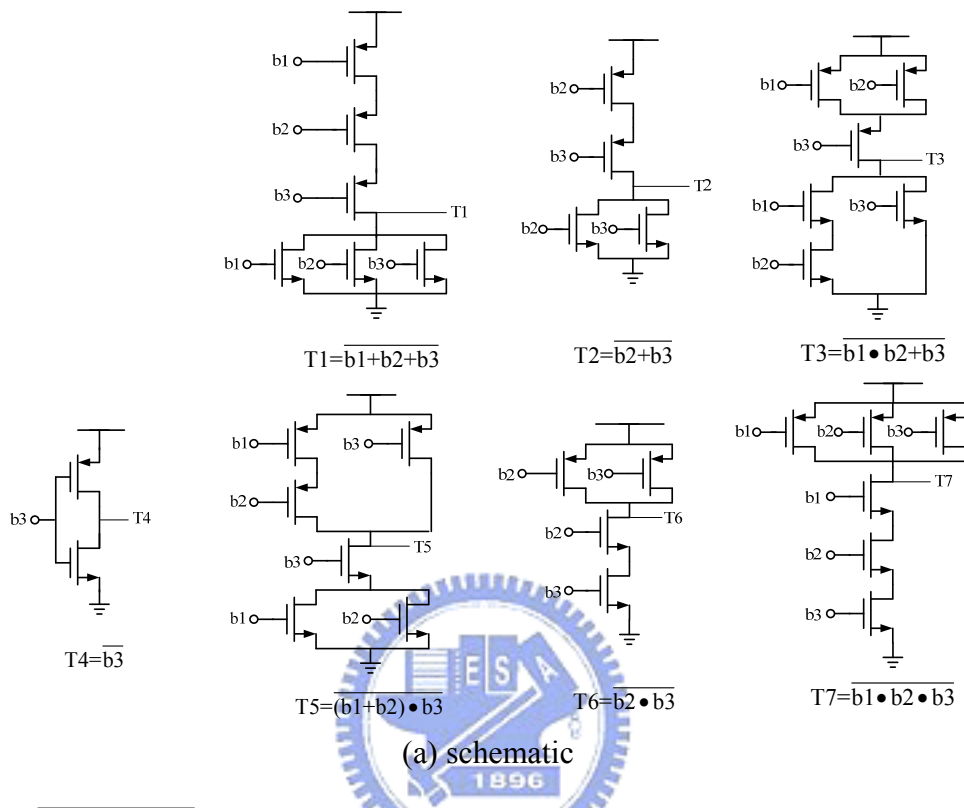 b1
b2
b3
T1
b1
b2
b3
T1=b1+b2+b3
b2
b3
T2
b2
b3
T2=b2+b3
b1
b2
b3
T3
b1
b3
b2
T3=b1•b2+b3
b3
T4
T4=b3
b1
b3
b2
T5
b3
b1
b2
T5=(b1+b2)•b3
b2
b3
T6
b2
b3
T6=b2•b3
b1
b2
b3
T7
b1
b2
b3
T7=b1•b2•b3
E S A
1896
(a) schematic